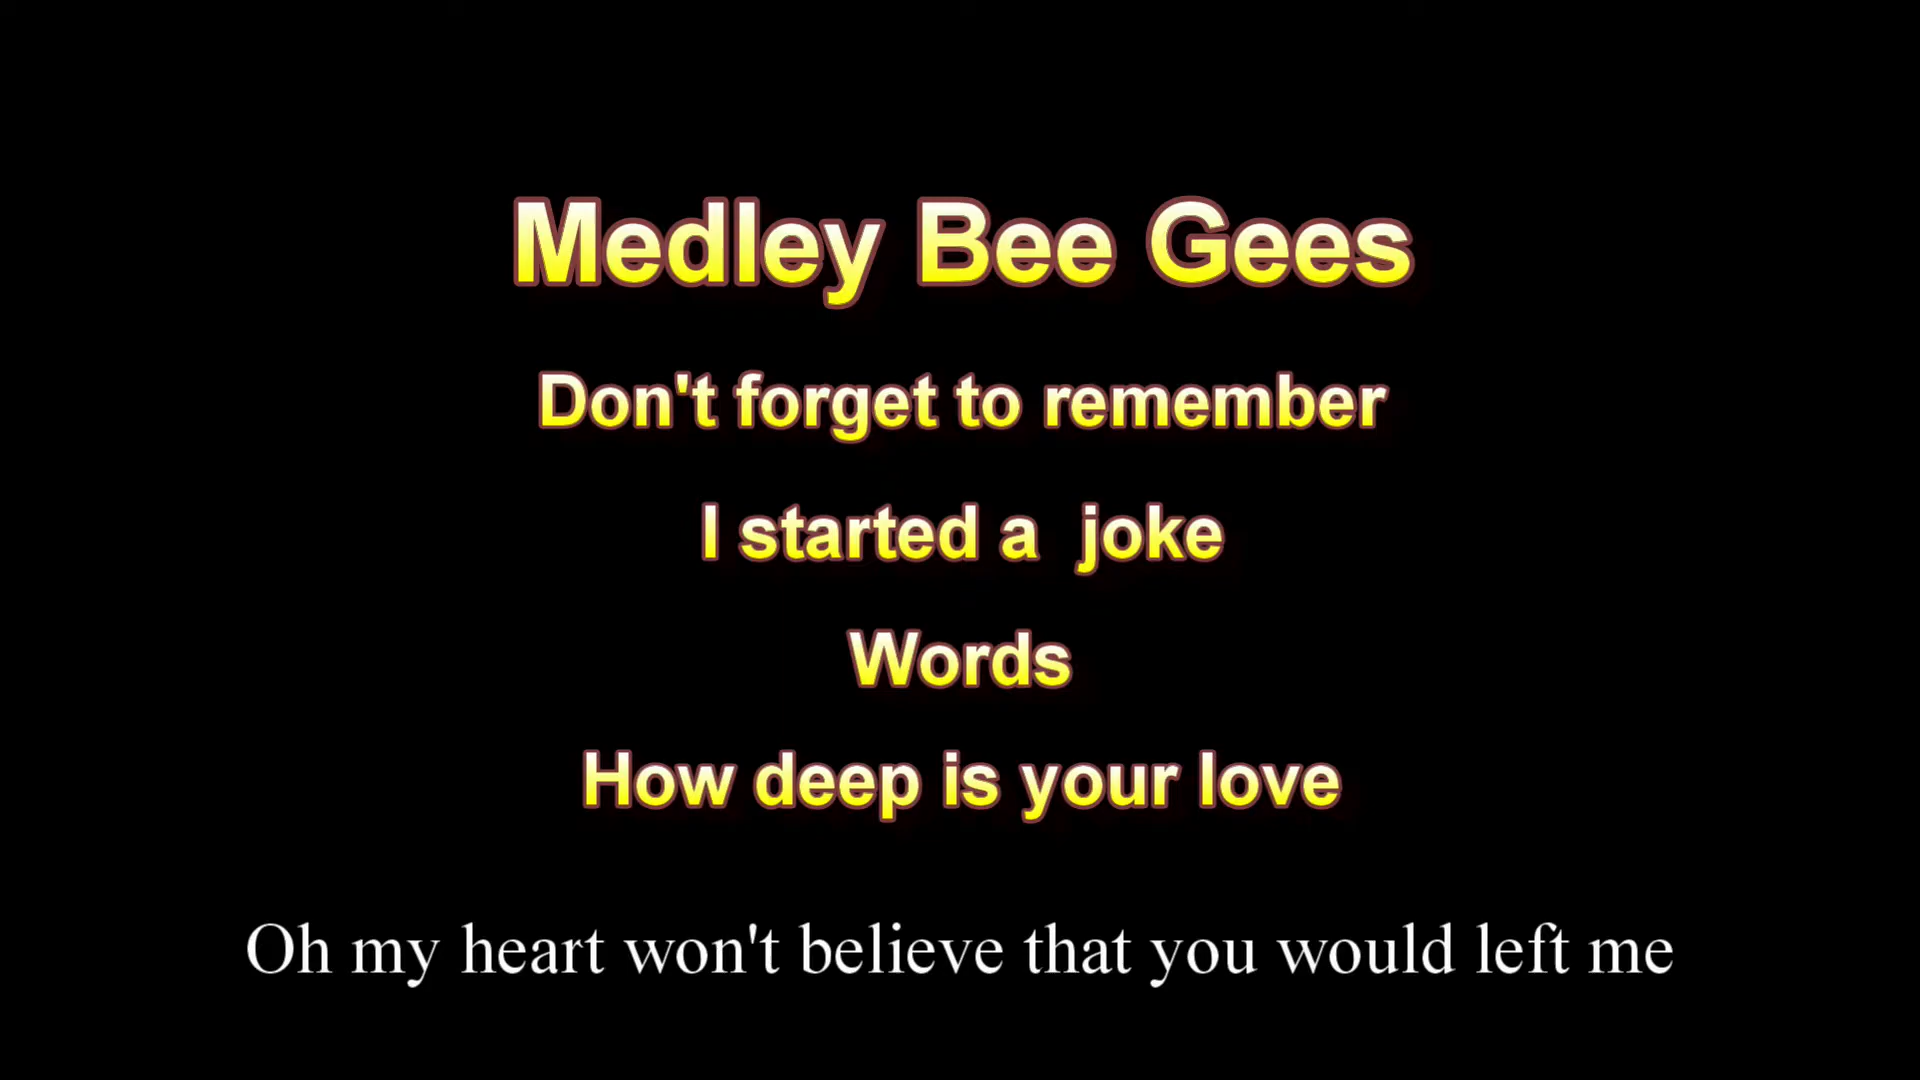 Medley Bee Gees
Don't forget to remember
I started a  joke
Words
How deep is your love
Oh my heart won't believe that you would left me